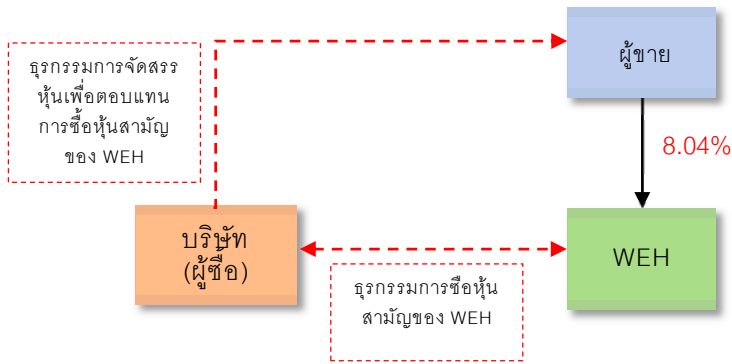 ธุรกรรมการจัดสรร
หุ้นเพื่อตอบแทน
การซื้อหุ้นสามัญ
ของ WEH
ผู้ขาย
8.04%
บริษัท
(ผู้ซื้อ)
WEH
ธุรกรรมการซื้อหุ้น
สามัญของ WEH